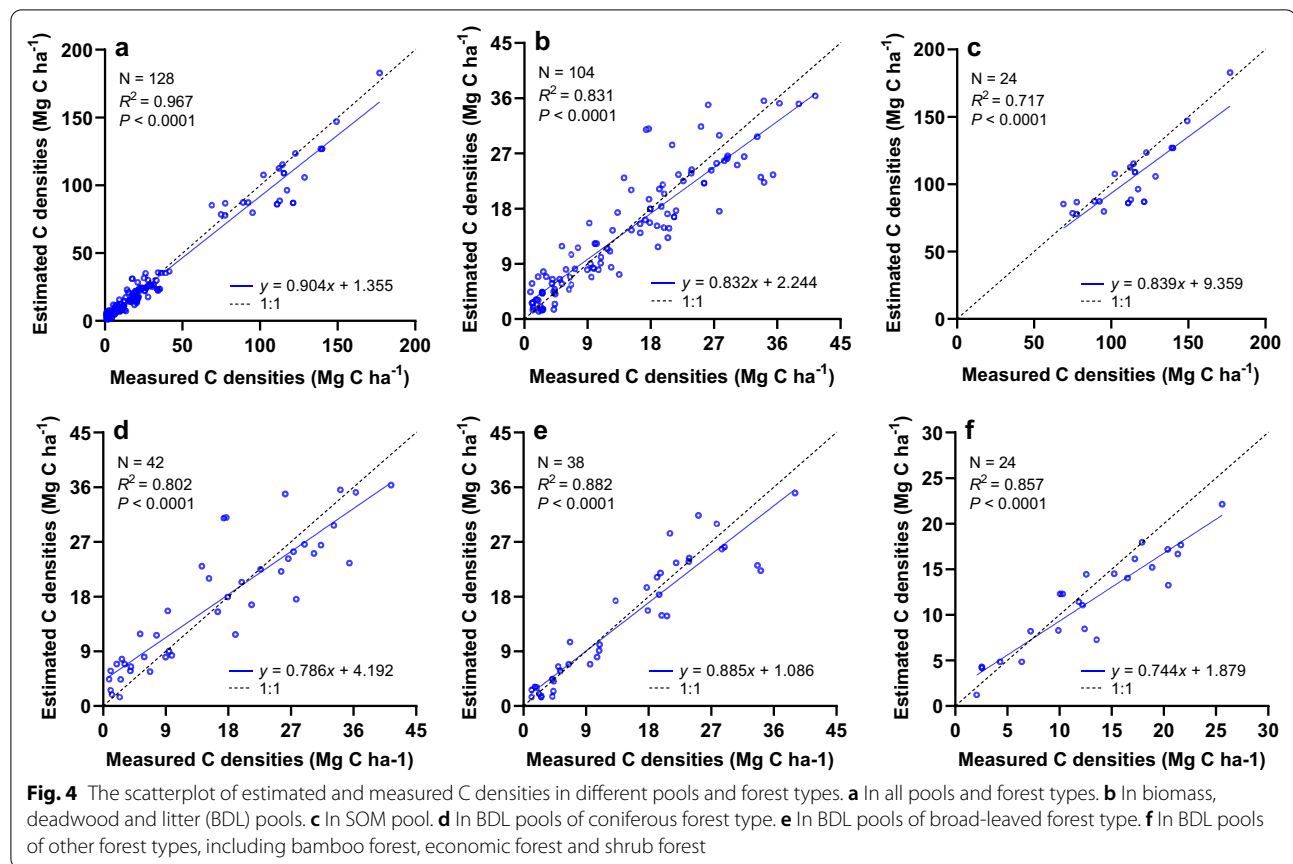 a
N = 128
R² = 0.967
P < 0.0001
200
150
100
50
0
0 50 100 150 200
y = 0.904x + 1.355
1:1
Estimated C densities (Mg C ha⁻¹)
Measured C densities (Mg C ha⁻¹)
b
N = 104
R² = 0.831
P < 0.0001
45
36
27
18
9
0
0 9 18 27 36 45
y = 0.832x + 2.244
1:1
Estimated C densities (Mg C ha⁻¹)
Measured C densities (Mg C ha⁻¹)
c
N = 24
R² = 0.717
P < 0.0001
200
150
100
50
0
0 50 100 150 200
y = 0.839x + 9.359
1:1
Estimated C densities (Mg C ha⁻¹)
Measured C densities (Mg C ha⁻¹)
d
N = 42
R² = 0.802
P < 0.0001
45
36
27
18
9
0
0 9 18 27 36 45
y = 0.786x + 4.192
1:1
Estimated C densities (Mg C ha⁻¹)
Measured C densities (Mg C ha-1)
e
N = 38
R² = 0.882
P < 0.0001
45
36
27
18
9
0
0 9 18 27 36 45
y = 0.885x + 1.086
1:1
Estimated C densities (Mg C ha⁻¹)
Measured C densities (Mg C ha-1)
f
N = 24
R² = 0.857
P < 0.0001
30
25
20
15
10
5
0
0 5 10 15 20 25 30
y = 0.744x + 1.879
1:1
Estimated C densities (Mg C ha⁻¹)
Measured C densities (Mg C ha-1)
Fig. 4 The scatterplot of estimated and measured C densities in different pools and forest types. a In all pools and forest types. b In biomass,
deadwood and litter (BDL) pools. c In SOM pool. d In BDL pools of coniferous forest type. e In BDL pools of broad-leaved forest type. f In BDL pools
of other forest types, including bamboo forest, economic forest and shrub forest